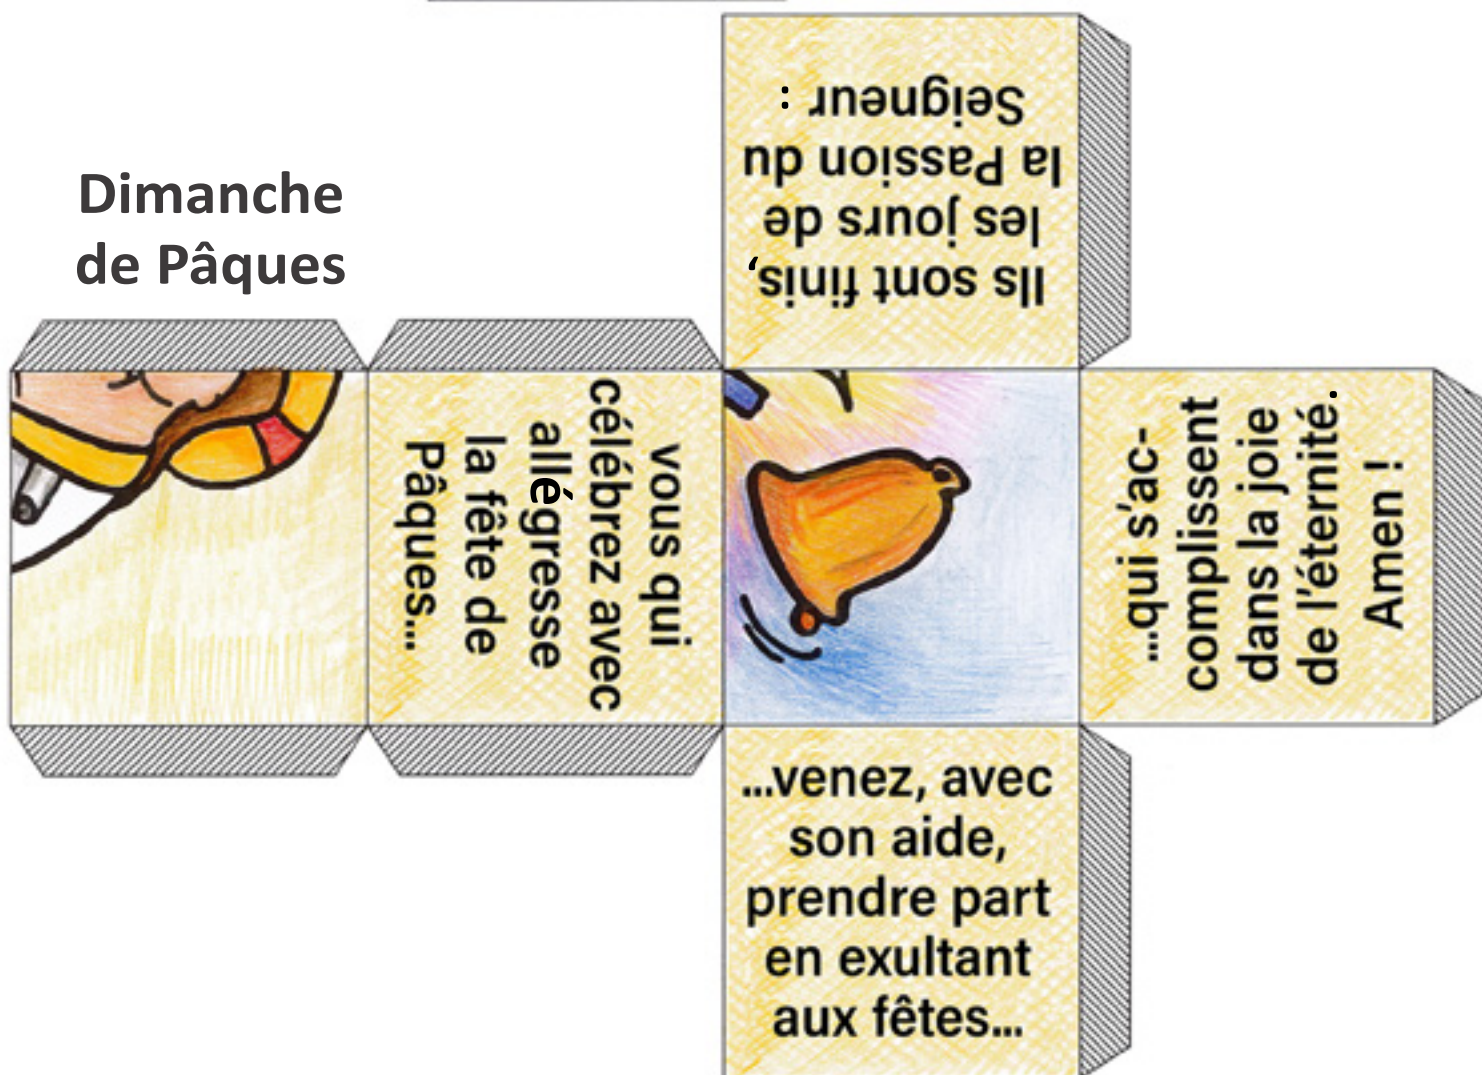 Dimanche
de Pâques
Ils sont finis,
les jours de
la Passion du
Seigneur :
vous qui
célébrez avec
allégresse
la fête de
Pâques...
...venez, avec
son aide,
prendre part
en exultant
aux fêtes...
...qui s'ac-
complissent
dans la joie
de l'éternité.
Amen !